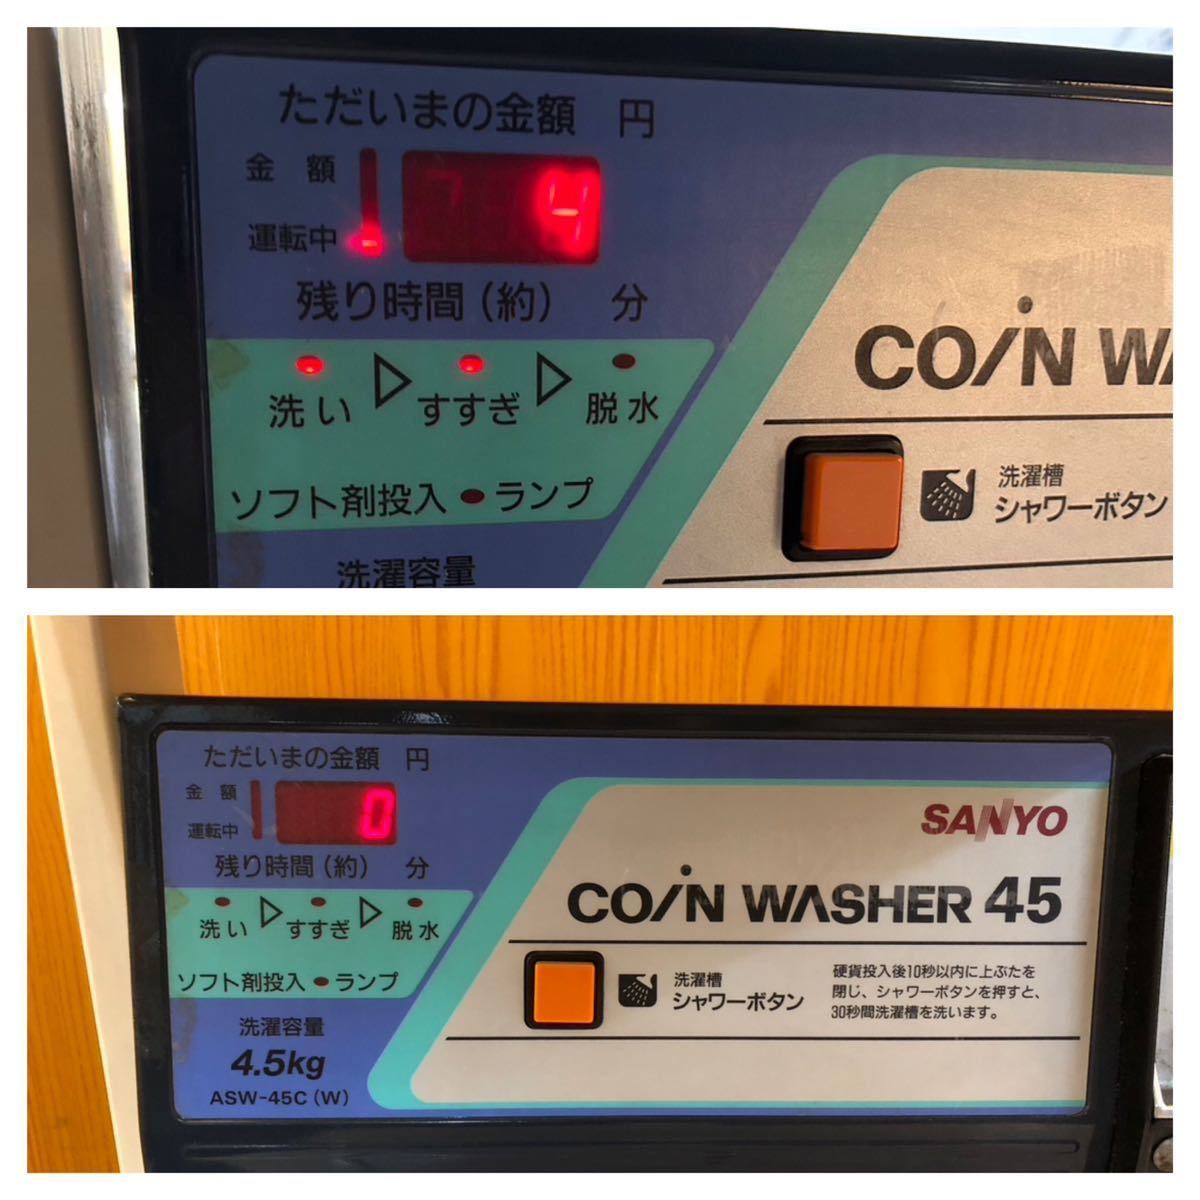 ただいまの金額 円
金 額
4
運転中
残り時間(約) 分
洗い ▷ すすぎ ▷ 脱水
ソフト剤投入 ● ランプ
洗濯容量
COIN WA
洗濯槽
シャワーボタン
ただいまの金額 円
金 額
0
運転中
残り時間(約) 分
洗い ▷ すすぎ ▷ 脱水
ソフト剤投入 ● ランプ
洗濯容量
4.5kg
ASW-45C(W)
SANYO
COIN WASHER 45
洗濯槽
シャワーボタン
硬貨投入後10秒以内に上ぶたを
閉じ、シャワーボタンを押すと、
30秒間洗濯槽を洗います。